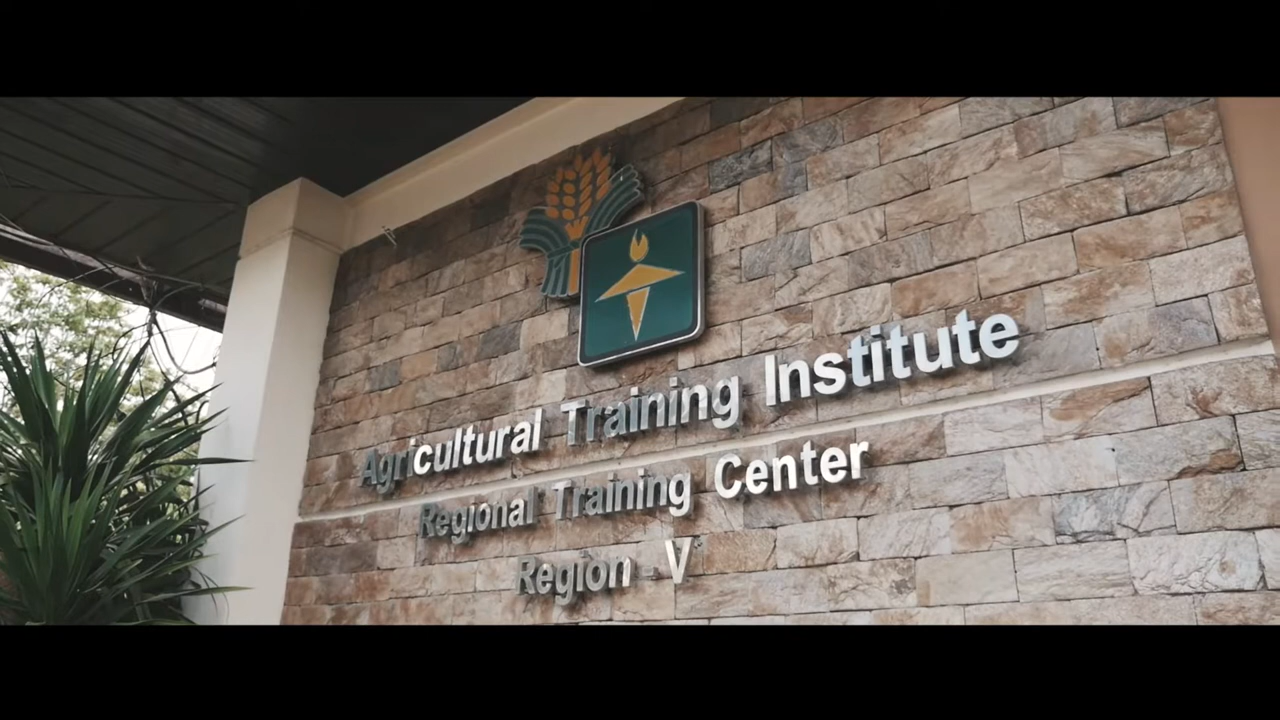 Agricultural Training Institute
Regional Training Center
Region - V